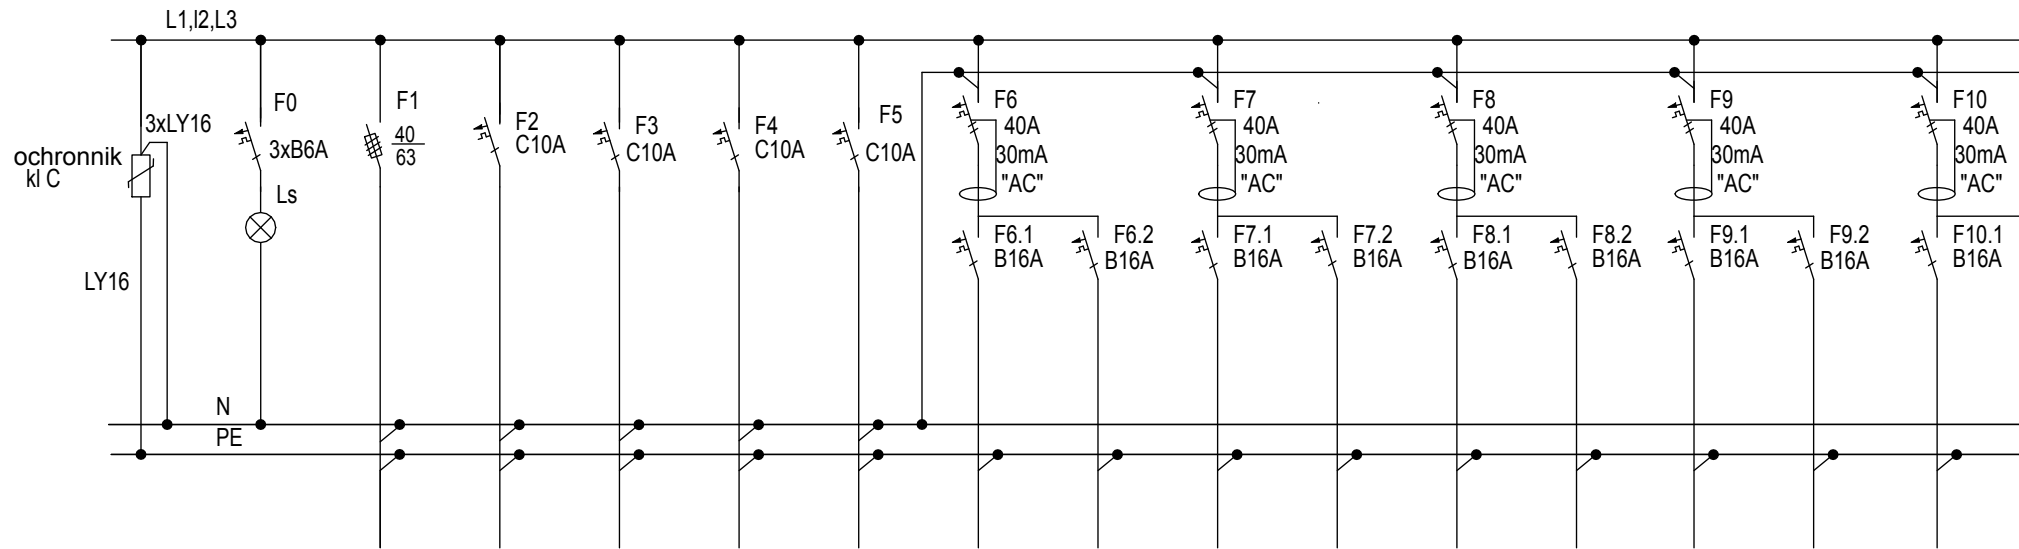 L1,l2,L3
ochronnik
kl C
3xLY16
LY16
F0
3xB6A
Ls
F1
40
63
F2
C10A
F3
C10A
F4
C10A
F5
C10A
F6
40A
30mA
"AC"
F6.1
B16A
F6.2
B16A
F7
40A
30mA
"AC"
F7.1
B16A
F7.2
B16A
F8
40A
30mA
"AC"
F8.1
B16A
F8.2
B16A
F9
40A
30mA
"AC"
F9.1
B16A
F9.2
B16A
F10
40A
30mA
"AC"
F10.1
B16A
N
PE